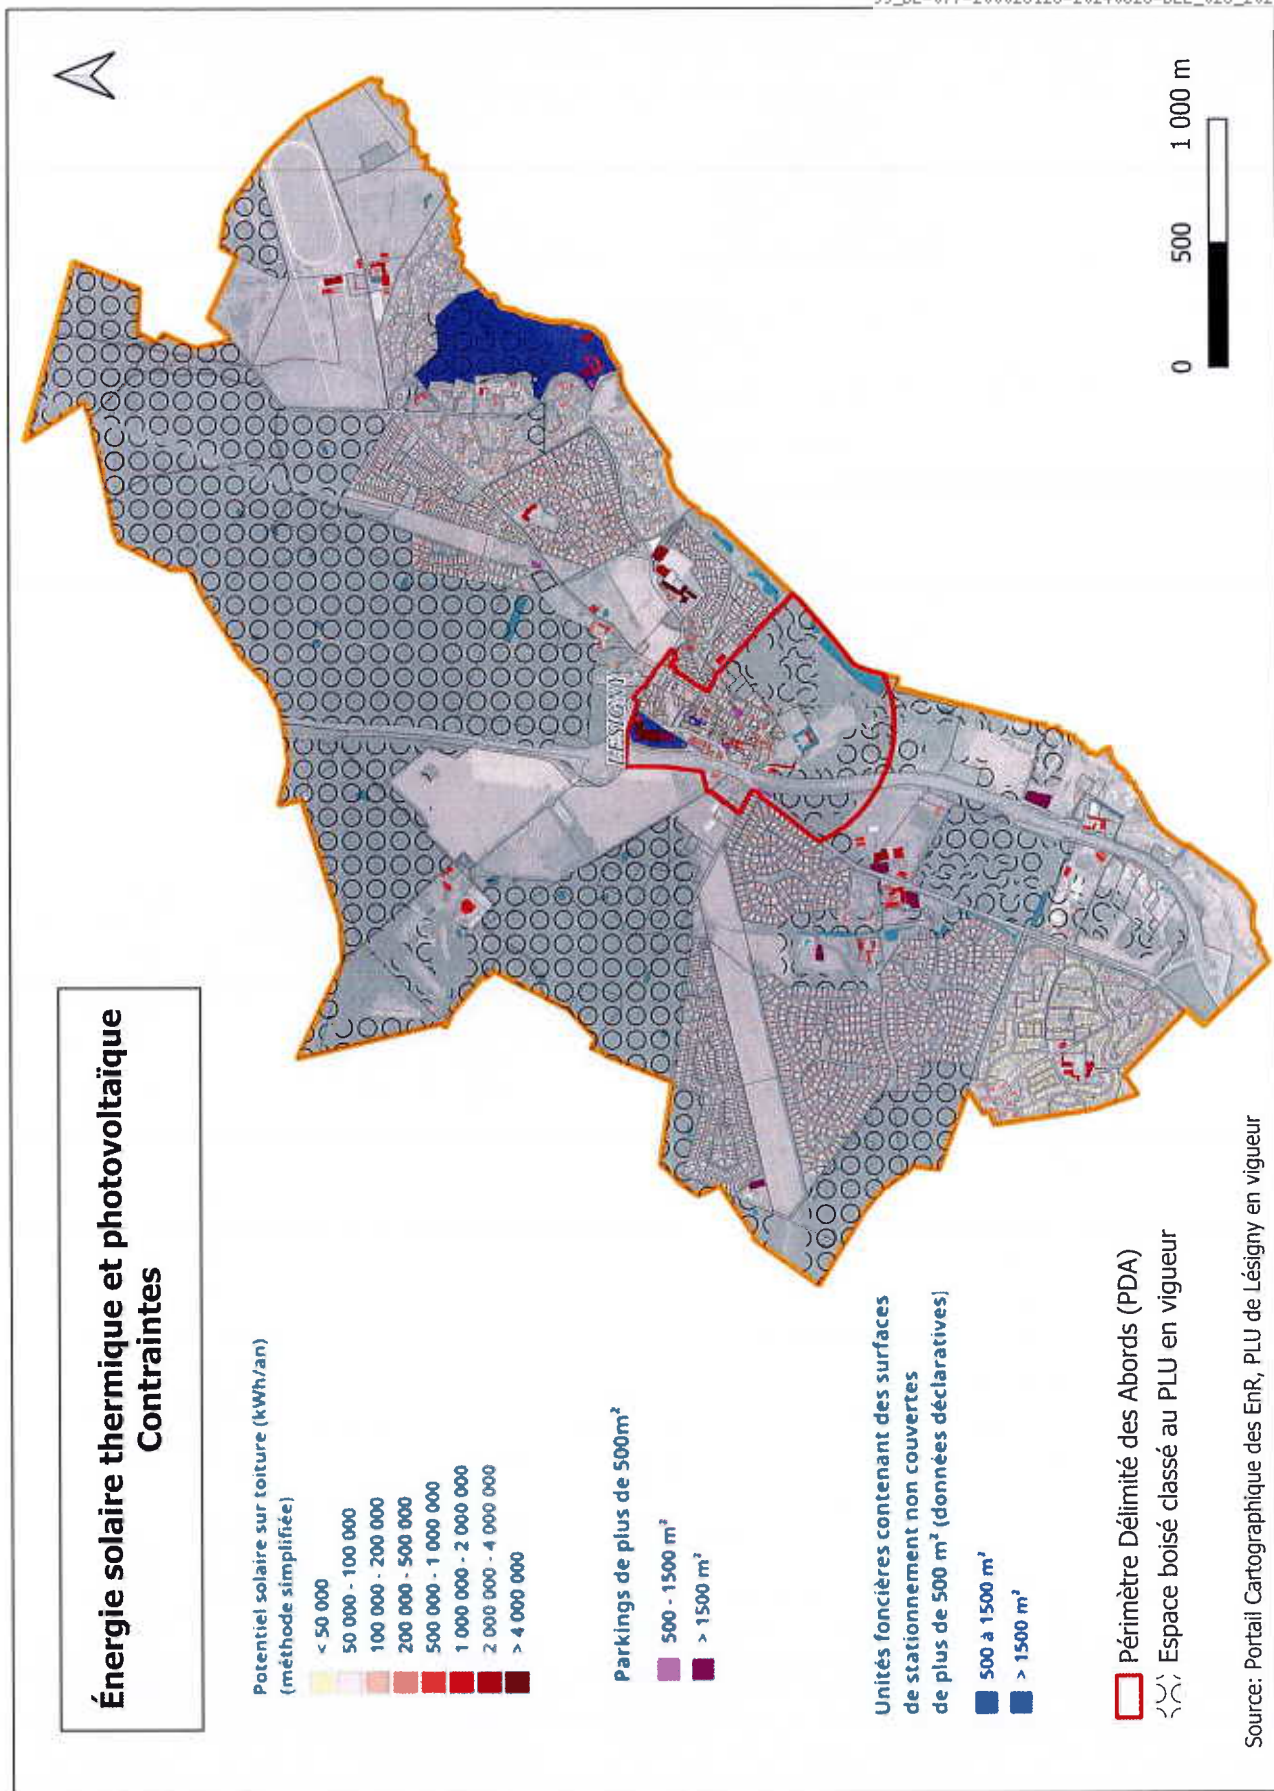 Énergie solaire thermique et photovoltaïque
Contraintes
Potentiel solaire sur toiture (kWh/an)
(méthode simplifiée)
< 50 000
50 000 - 100 000
100 000 - 200 000
200 000 - 500 000
500 000 - 1 000 000
1 000 000 - 2 000 000
2 000 000 - 4 000 000
> 4 000 000
Parkings de plus de 500m²
500 - 1500 m²
> 1500 m²
Unités foncières contenant des surfaces
de stationnement non couvertes
de plus de 500 m² (données déclaratives)
500 à 1500 m²
> 1500 m²
Périmètre Délimité des Abords (PDA)
Espace boisé classé au PLU en vigueur
Source: Portail Cartographique des EnR, PLU de Lésigny en vigueur
LESIGNY
0 500 1 000 m